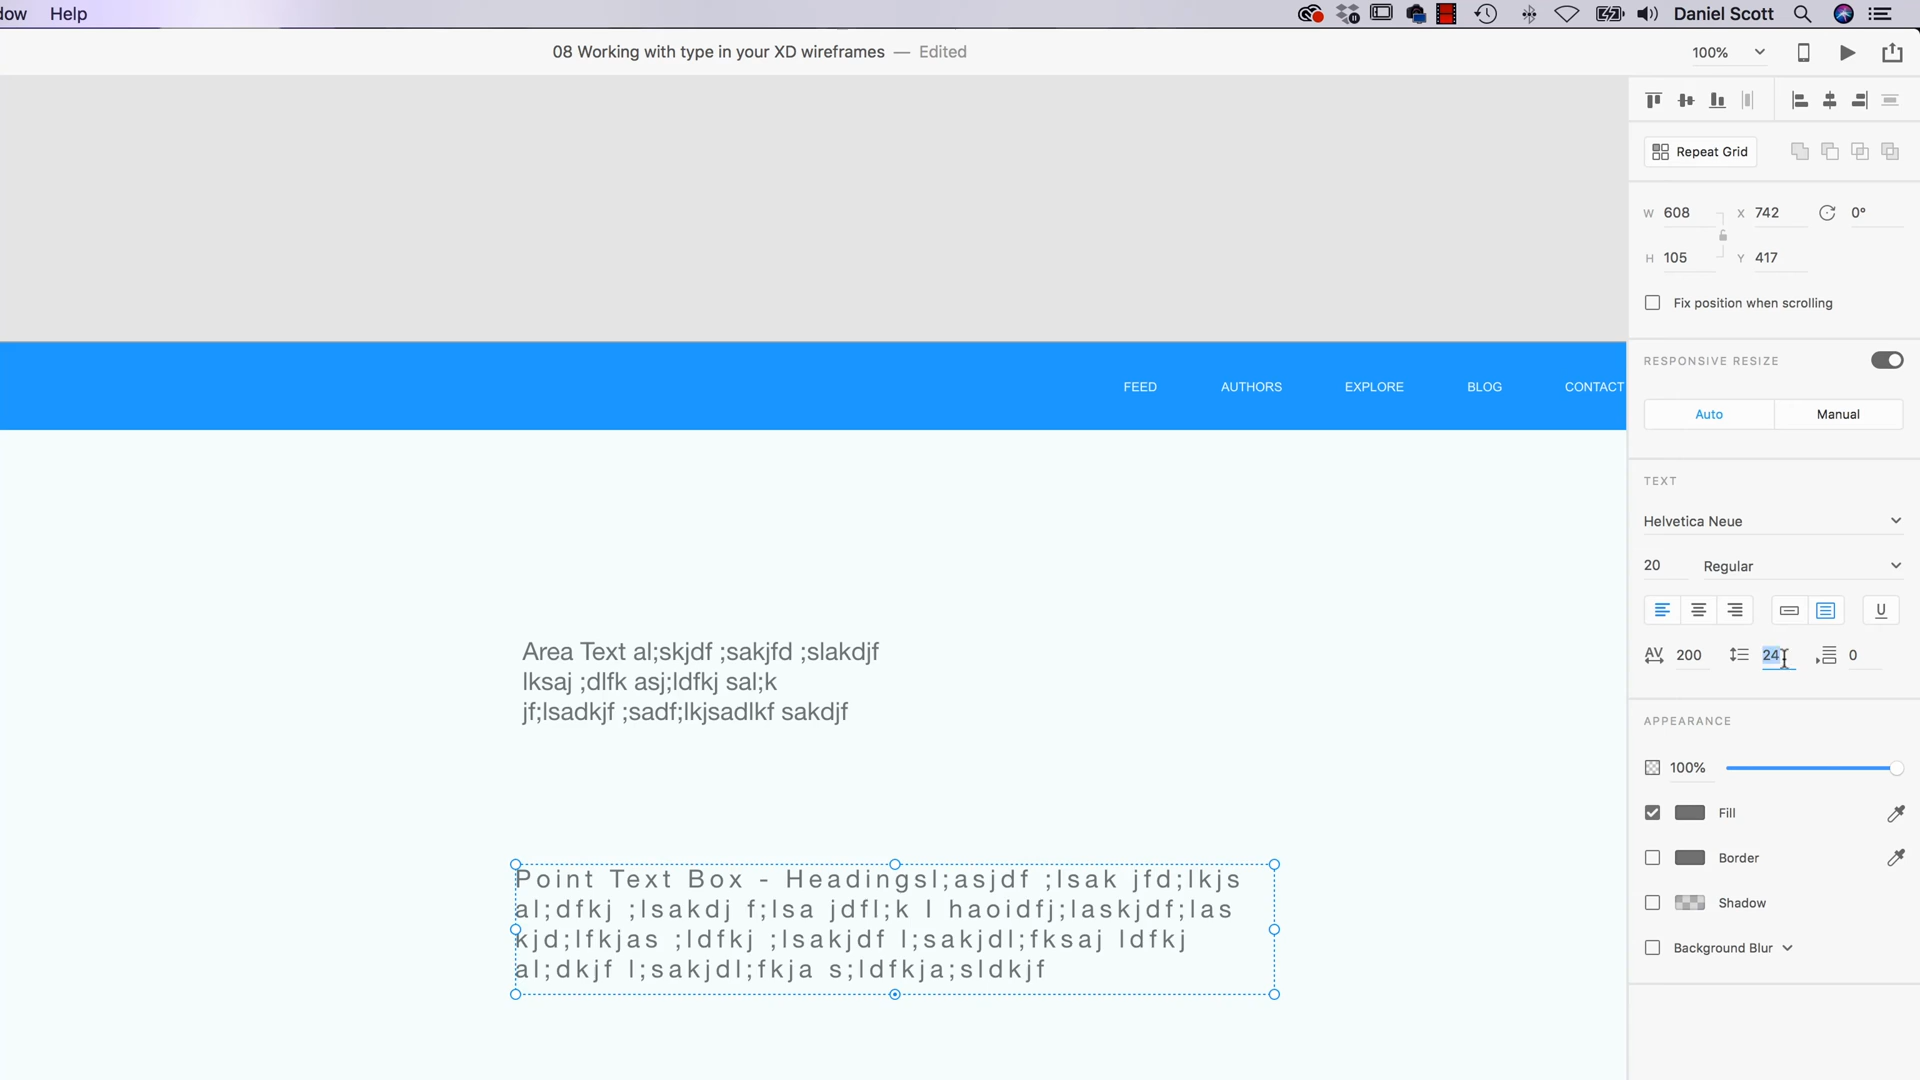 dow Help Daniel Scott
08 Working with type in your XD wireframes — Edited
100%
Repeat Grid
W 608 X 742 0°
H 105 Y 417
Fix position when scrolling
FEED AUTHORS EXPLORE BLOG CONTACT
RESPONSIVE RESIZE
Auto Manual
TEXT
Helvetica Neue
20 Regular
U
AV 200 24 0
Area Text al;skjdf ;sakjfd ;slakdjf
lksaj ;dlfk asj;ldfkj sal;k
jf;lsadkjf ;sadf;lkjsadlkf sakdjf
APPEARANCE
100%
Fill
Border
Shadow
Background Blur
Point Text Box - Headingsl;asjdf ;lsak jfd;lkjs
al;dfkj ;lsakdj f;lsa jdfl;k l haoidfj;laskjdf;las
kjd;lfkjas ;ldfkj ;lsakjdf l;sakjdl;fksaj ldfkj
al;dkjf l;sakjdl;fkja s;ldfkja;sldkjf